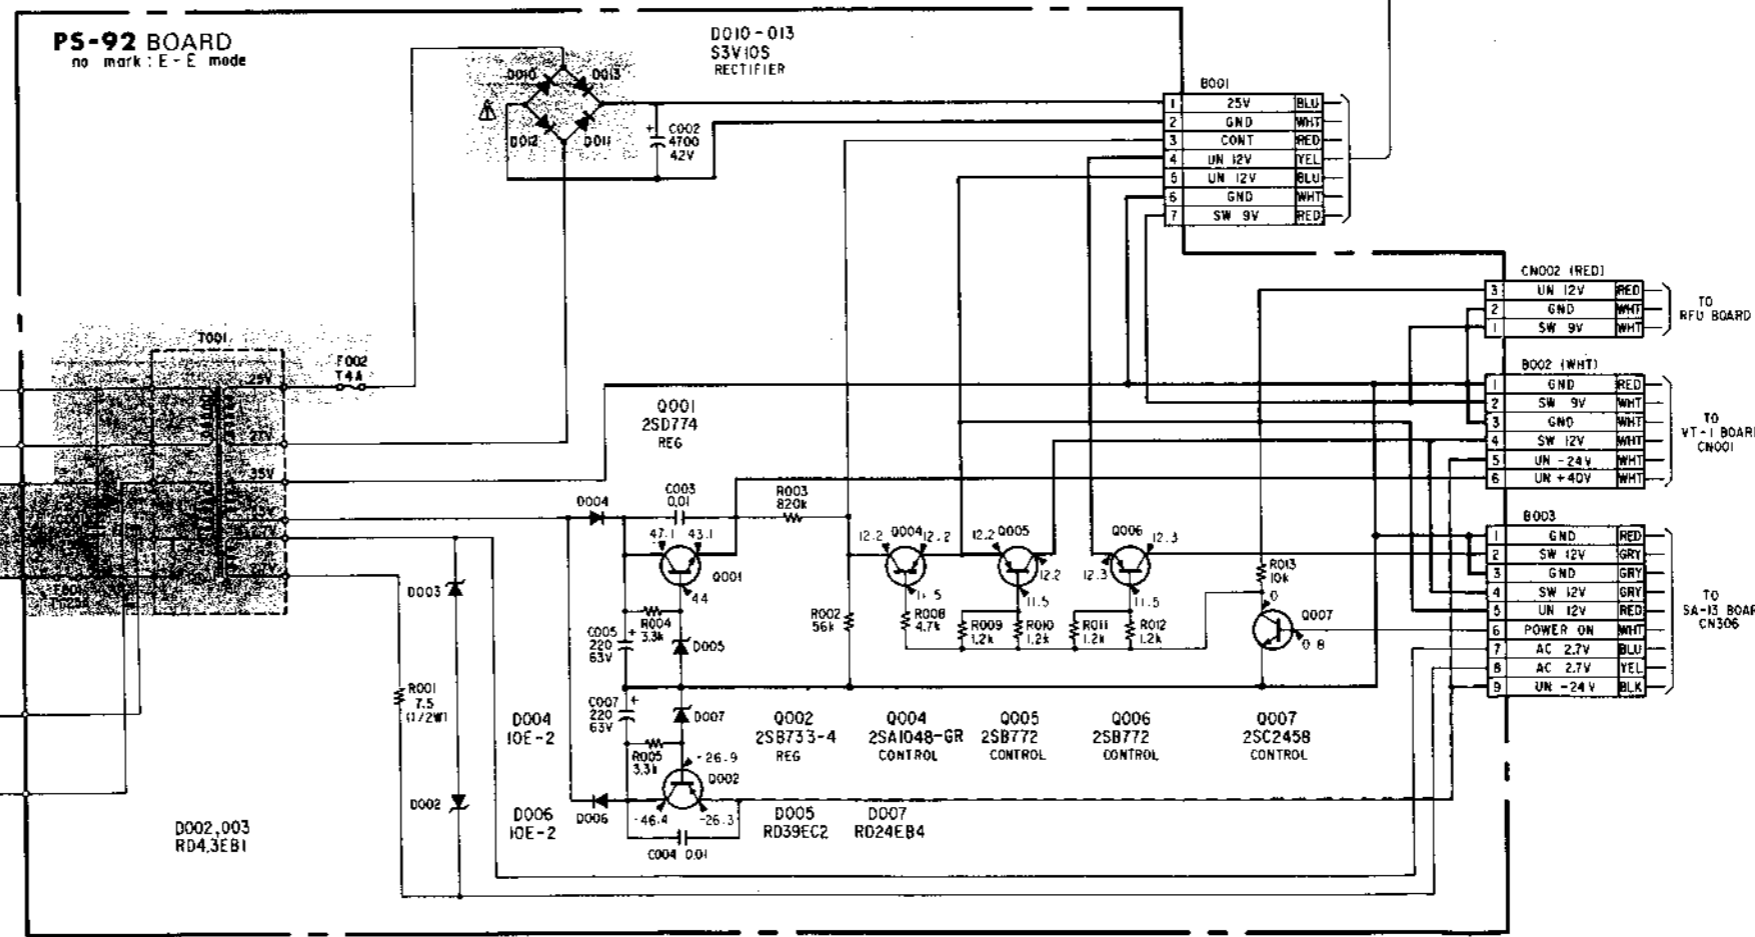 PS-92 BOARD
no mark : E-E mode
D010-013
S3V10S
RECTIFIER
D010
D013
D012
D011
C002
4700
42V
B001
1 25V BLU
2 GND WHT
3 CONT RED
4 UN 12V YEL
5 UN 12V BLU
6 GND WHT
7 SW 9V RED
CN002 (RED)
3 UN 12V RED
2 GND WHT
1 SW 9V WHT
TO
RFU BOARD
B002 (WHT)
1 GND RED
2 SW 9V WHT
3 GND WHT
4 SW 12V WHT
5 UN -24V WHT
6 UN +40V WHT
TO
VT-1 BOARD
CN001
B003
1 GND RED
2 SW 12V GRY
3 GND GRY
4 SW 12V GRY
5 UN 12V RED
6 POWER ON WHT
7 AC 2.7V BLU
8 AC 2.7V YEL
9 UN -24V BLK
TO
SA-13 BOAR
CN306
T001
F002
T4A
25V
35V
Q001
2SD774
REG
D004
C003
0.01
R003
820k
47.1
43.1
Q001
44
R004
3.3k
C005
220
63V
D005
R002
56k
12.2
Q004
12.2
11.5
R008
4.7k
12.2
Q005
12.2
11.5
R009
1.2k
R010
1.2k
Q006
12.3
12.3
11.5
R011
1.2k
R012
1.2k
R013
10k
0
Q007
0.8
D003
R001
7.5
(1/2W)
D002
D002,003
RD4,3EB1
D004
10E-2
D006
10E-2
D006
C007
220
63V
D007
R005
3.3k
-26.9
Q002
-46.4
-26.3
C004 0.01
Q002
2SB733-4
REG
Q004
2SA1048-GR
CONTROL
Q005
2SB772
CONTROL
Q006
2SB772
CONTROL
Q007
2SC2458
CONTROL
D005
RD39EC2
D007
RD24EB4